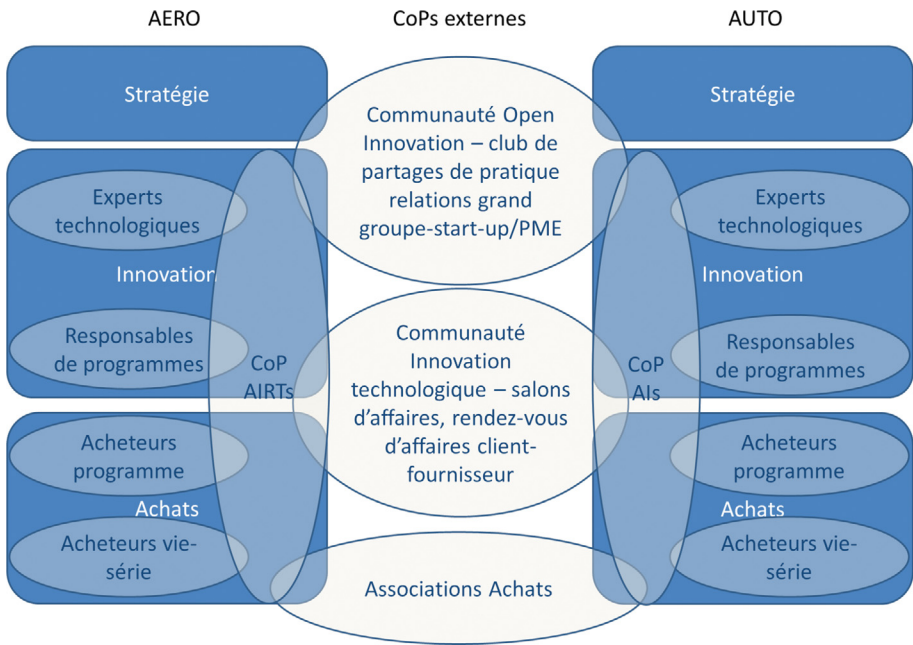 AERO
CoPs externes
AUTO
Stratégie
Experts
technologiques
Innovation
Responsables
de programmes
CoP
AIRTs
Acheteurs
programme
Achats
Acheteurs vie-
série
Communauté Open
Innovation – club de
partages de pratique
relations grand
groupe-start-up/PME
Communauté
Innovation
technologique – salons
d’affaires, rendez-vous
d’affaires client-
fournisseur
Associations Achats
Stratégie
Experts
technologiques
Innovation
Responsables
de programmes
CoP
AIs
Acheteurs
programme
Achats
Acheteurs vie-
série